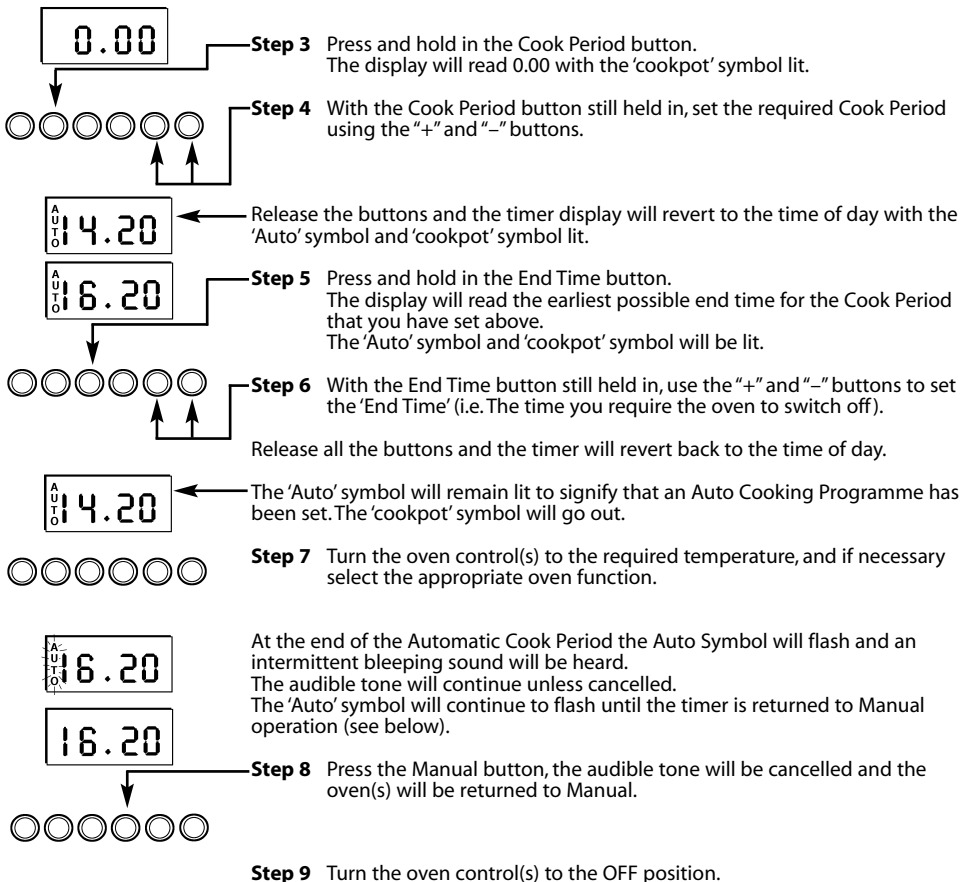 0.00
Step 3 Press and hold in the Cook Period button.
The display will read 0.00 with the 'cookpot' symbol lit.
Step 4 With the Cook Period button still held in, set the required Cook Period
using the "+" and "–" buttons.
AUTO 14.20
Release the buttons and the timer display will revert to the time of day with the
'Auto' symbol and 'cookpot' symbol lit.
AUTO 16.20
Step 5 Press and hold in the End Time button.
The display will read the earliest possible end time for the Cook Period
that you have set above.
The 'Auto' symbol and 'cookpot' symbol will be lit.
Step 6 With the End Time button still held in, use the "+" and "–" buttons to set
the 'End Time' (i.e. The time you require the oven to switch off).
Release all the buttons and the timer will revert back to the time of day.
AUTO 14.20
The 'Auto' symbol will remain lit to signify that an Auto Cooking Programme has
been set. The 'cookpot' symbol will go out.
Step 7 Turn the oven control(s) to the required temperature, and if necessary
select the appropriate oven function.
AUTO 16.20
At the end of the Automatic Cook Period the Auto Symbol will flash and an
intermittent bleeping sound will be heard.
The audible tone will continue unless cancelled.
The 'Auto' symbol will continue to flash until the timer is returned to Manual
operation (see below).
16.20
Step 8 Press the Manual button, the audible tone will be cancelled and the
oven(s) will be returned to Manual.
Step 9 Turn the oven control(s) to the OFF position.